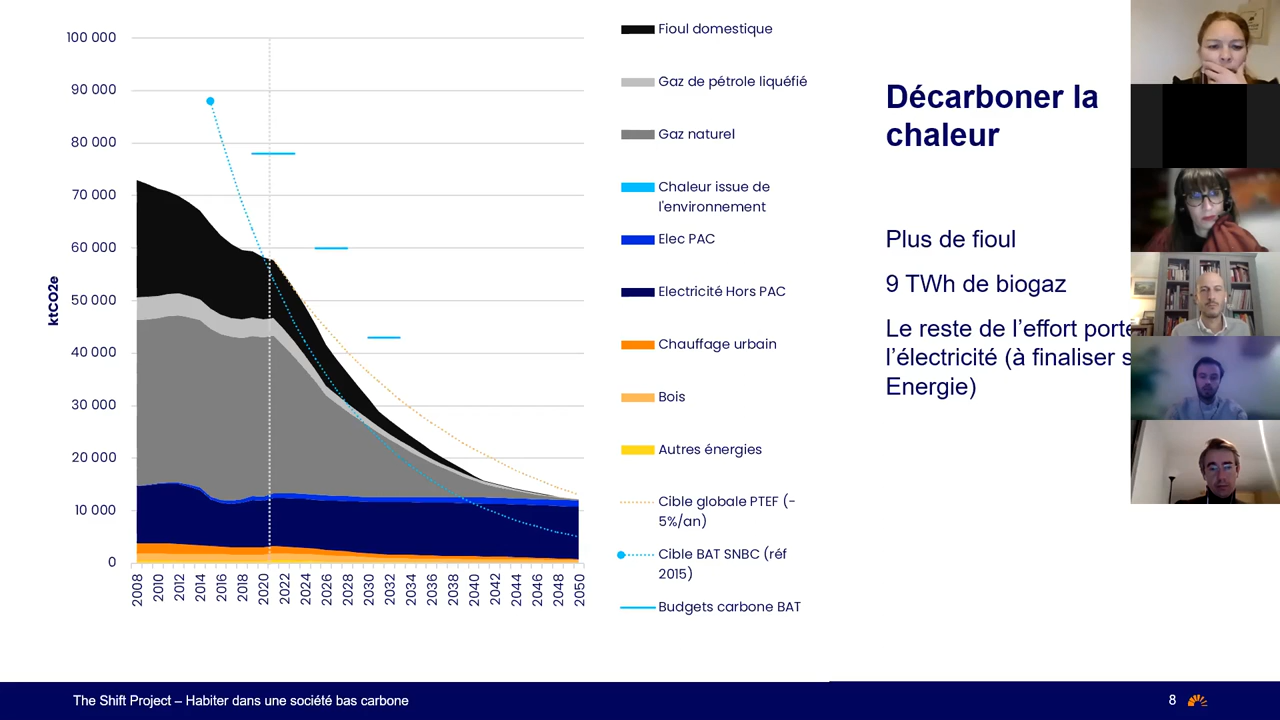 100 000
90 000
80 000
70 000
60 000
50 000
40 000
30 000
20 000
10 000
0
ktCO2e
2008
2010
2012
2014
2016
2018
2020
2022
2024
2026
2028
2030
2032
2034
2036
2038
2040
2042
2044
2046
2048
2050
Fioul domestique
Gaz de pétrole liquéfié
Gaz naturel
Chaleur issue de
l'environnement
Elec PAC
Electricité Hors PAC
Chauffage urbain
Bois
Autres énergies
Cible globale PTEF (-
5%/an)
Cible BAT SNBC (réf
2015)
Budgets carbone BAT
Décarboner la
chaleur
Plus de fioul
9 TWh de biogaz
Le reste de l’effort porte
l’électricité (à finaliser s
Energie)
The Shift Project – Habiter dans une société bas carbone
8